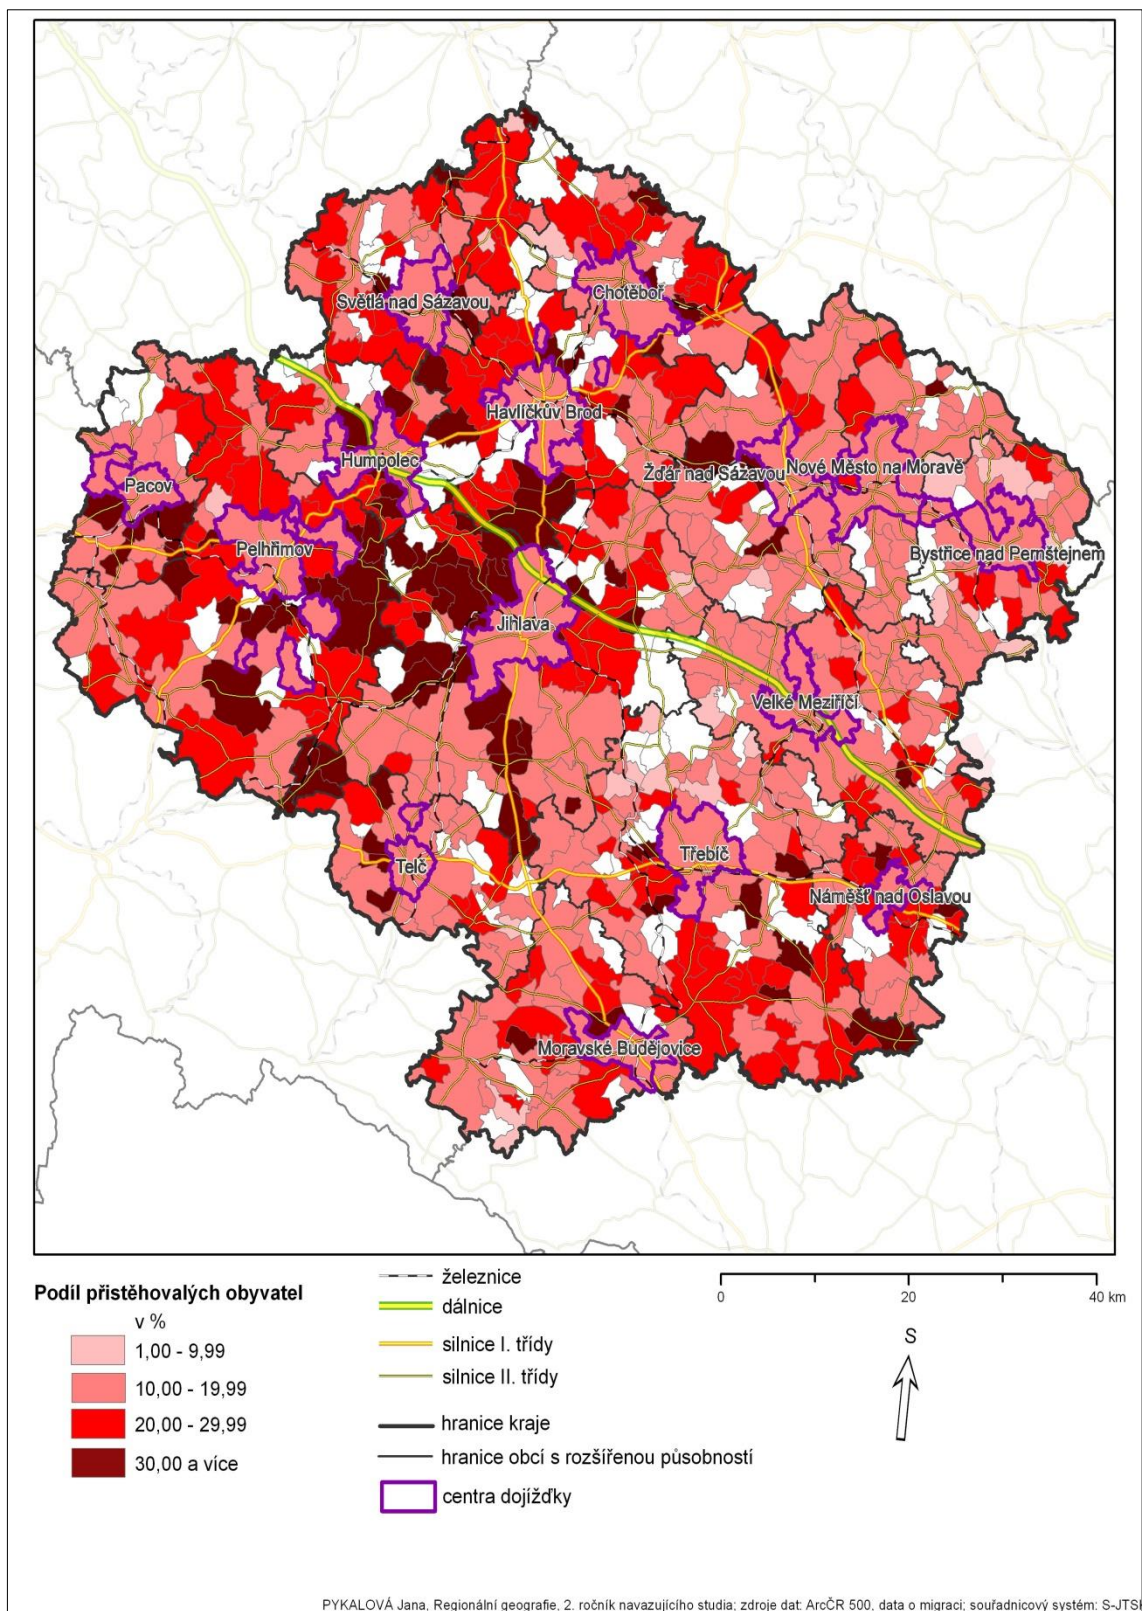 Chotěboř
Světlá nad Sázavou
Havlíčkův Brod
Humpolec
Žďár nad Sázavou
Nové Město na Moravě
Pacov
Pelhřimov
Bystřice nad Pernštejnem
Jihlava
Velké Meziříčí
Třebíč
Telč
Náměšť nad Oslavou
Moravské Budějovice
Podíl přistěhovalých obyvatel
v %
1,00 - 9,99
10,00 - 19,99
20,00 - 29,99
30,00 a více
železnice
dálnice
silnice I. třídy
silnice II. třídy
hranice kraje
hranice obcí s rozšířenou působností
centra dojížďky
0 20 40 km
S
PYKALOVÁ Jana, Regionální geografie, 2. ročník navazujícího studia; zdroje dat: ArcČR 500, data o migraci; souřadnicový systém: S-JTS